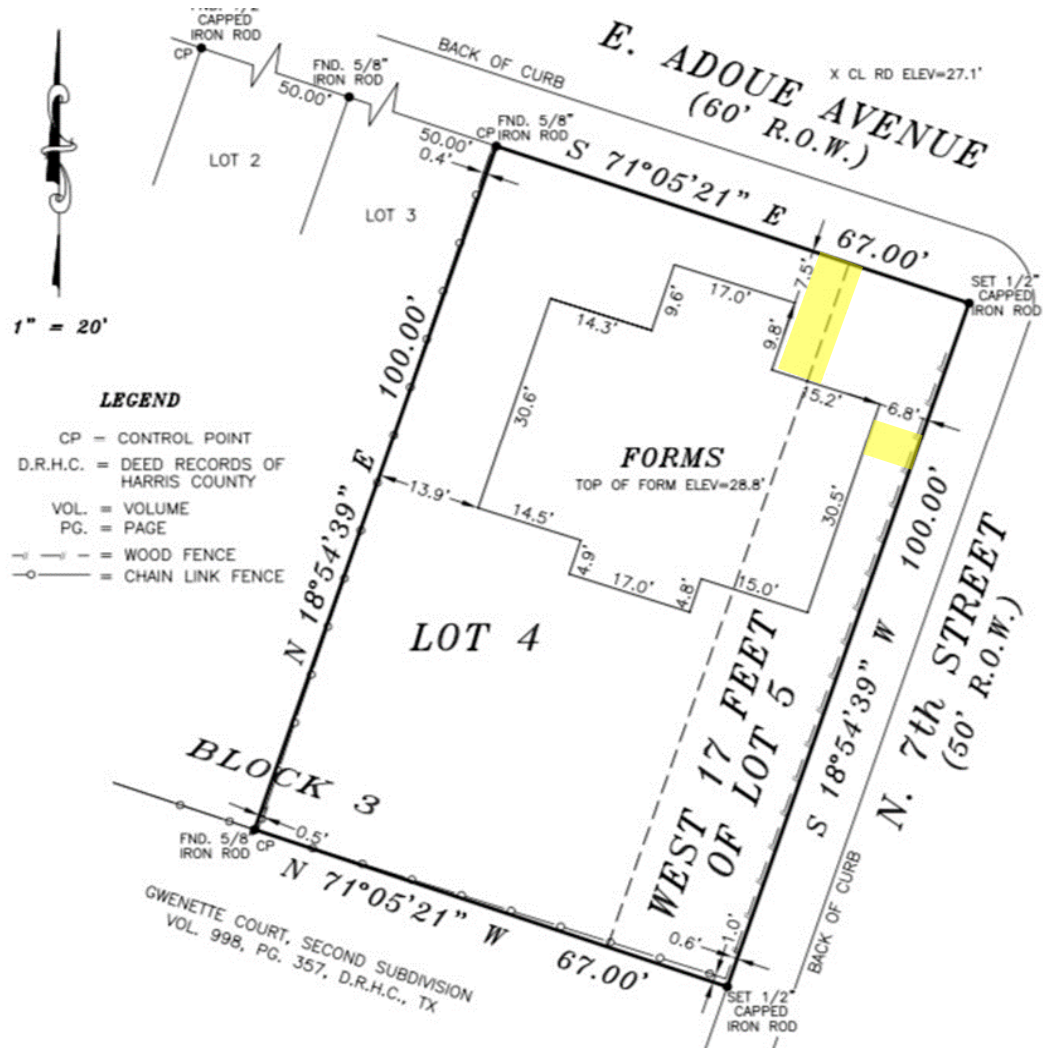 FND. 1/2"
CAPPED
IRON ROD
CP
FND. 5/8"
IRON ROD
50.00'
BACK OF CURB
E. ADOUE AVENUE
(60' R.O.W.)
X CL RD ELEV=27.1'
FND. 5/8"
CP IRON ROD
50.00'
0.4'
LOT 2
LOT 3
S 71°05'21" E
67.00'
SET 1/2"
CAPPED
IRON ROD
1" = 20'
LEGEND
CP = CONTROL POINT
D.R.H.C. = DEED RECORDS OF
HARRIS COUNTY
VOL. = VOLUME
PG. = PAGE
= WOOD FENCE
= CHAIN LINK FENCE
7.5'
17.0'
9.6'
14.3'
9.8'
15.2'
6.8'
30.6'
N 18°54'39" E
100.00'
FORMS
TOP OF FORM ELEV=28.8'
13.9'
14.5'
4.9'
17.0'
4.8'
15.0'
30.5'
LOT 4
WEST 17 FEET
OF LOT 5
S 18°54'39" W
100.00'
N. 7th STREET
(50' R.O.W.)
BACK OF CURB
BLOCK 3
FND. 5/8"
IRON ROD
CP
0.5'
N 71°05'21" W
67.00'
0.6'
1.0'
SET 1/2"
CAPPED
IRON ROD
GWENETTE COURT, SECOND SUBDIVISION
VOL. 998, PG. 357, D.R.H.C., TX